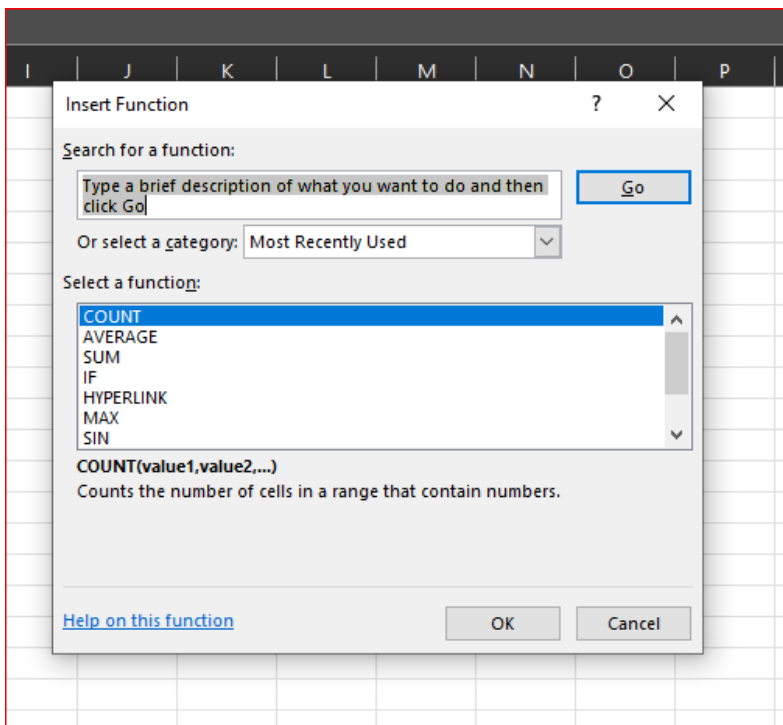 I J K L M N O P
Insert Function ? ×
Search for a function:
Type a brief description of what you want to do and then
click Go
Go
Or select a category: Most Recently Used
Select a function:
COUNT
AVERAGE
SUM
IF
HYPERLINK
MAX
SIN
COUNT(value1,value2,...)
Counts the number of cells in a range that contain numbers.
Help on this function
OK Cancel